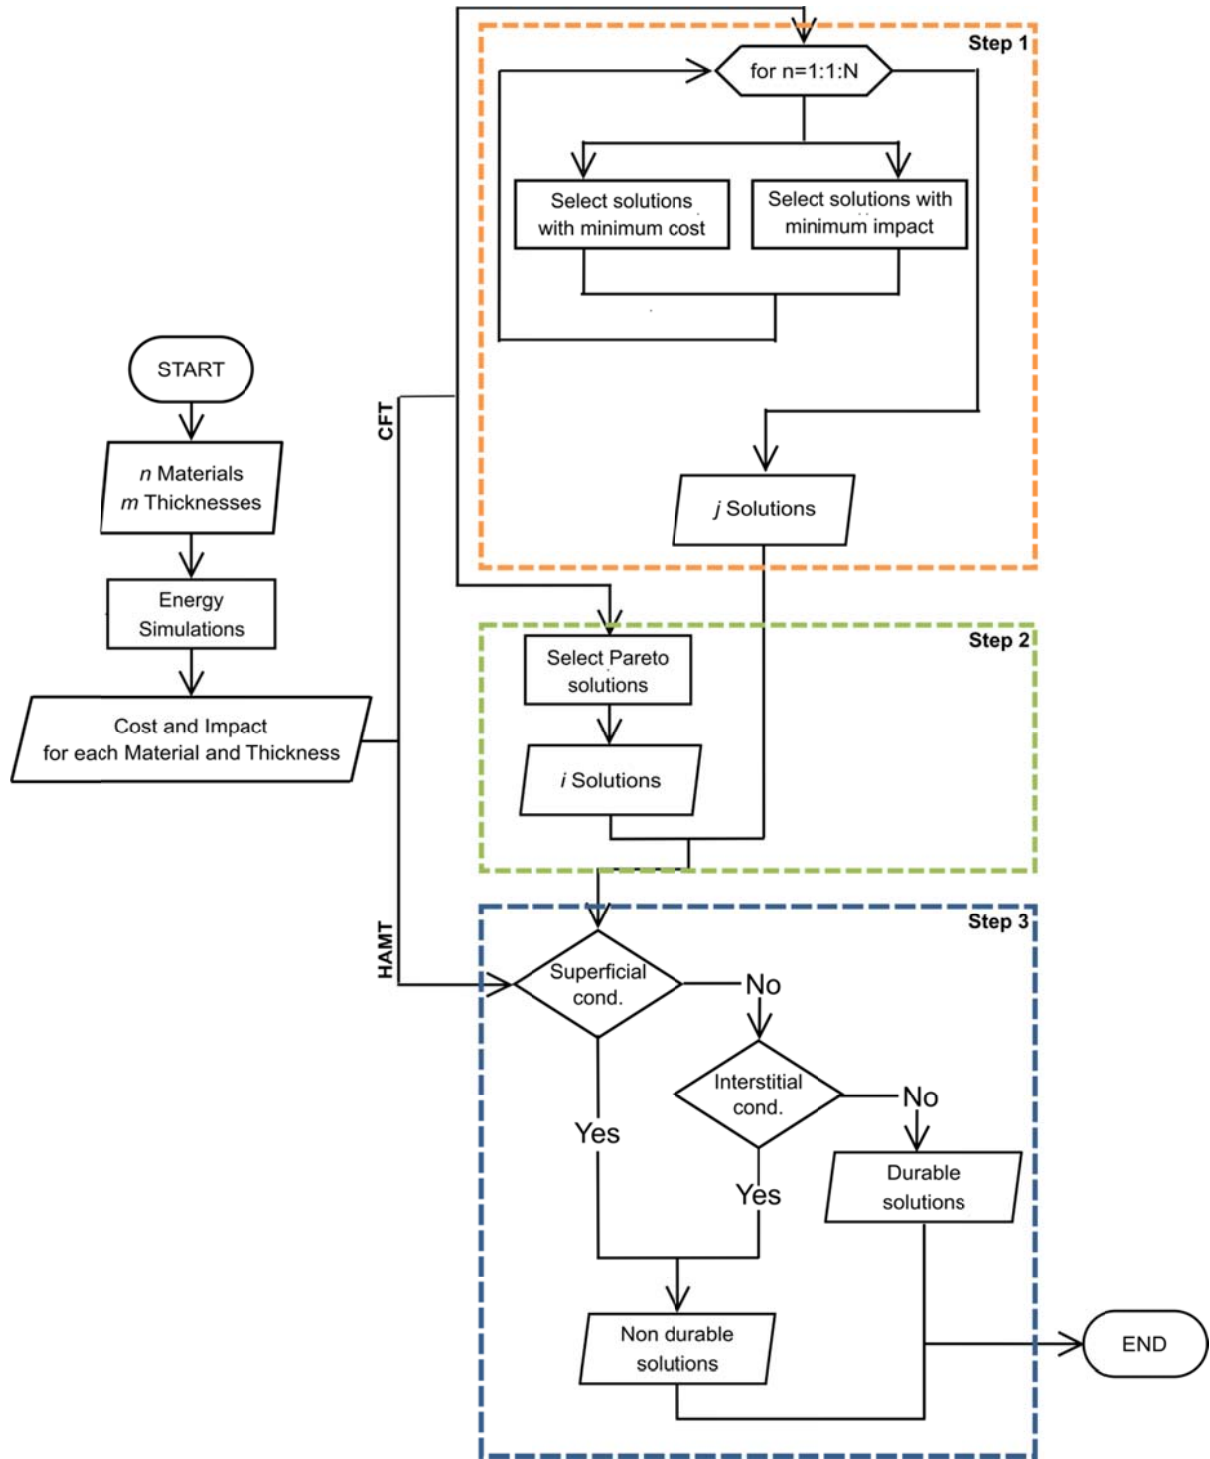 START
n Materials
m Thicknesses
Energy
Simulations
Cost and Impact
for each Material and Thickness
CFT
HAMT
Step 1
for n=1:1:N
Select solutions
with minimum cost
Select solutions with
minimum impact
j Solutions
Step 2
Select Pareto
solutions
i Solutions
Step 3
Superficial
cond.
No
Interstitial
cond.
No
Yes
Yes
Durable
solutions
Non durable
solutions
END